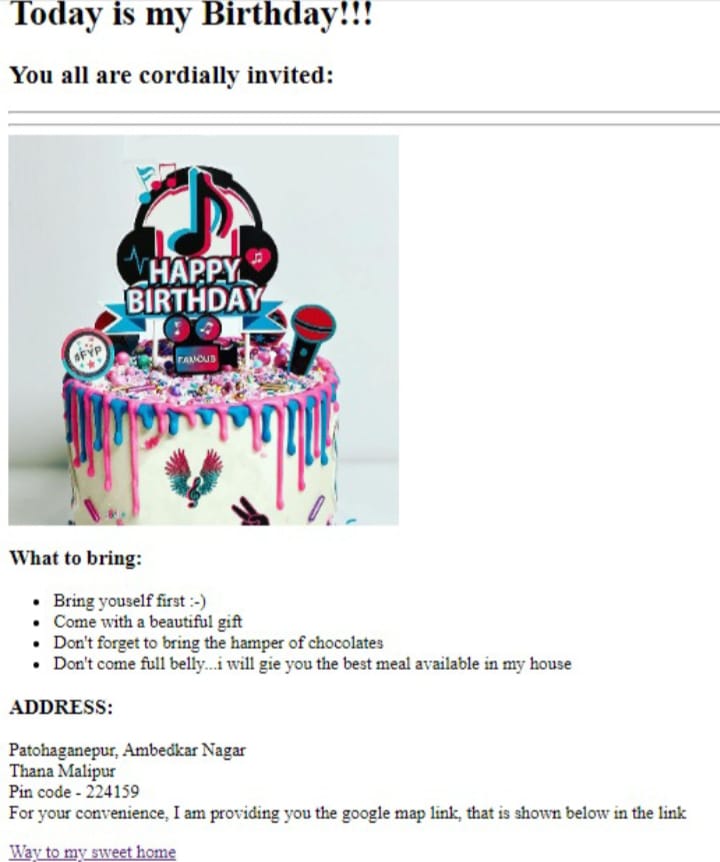 Today is my Birthday!!!
You all are cordially invited:
HAPPY
BIRTHDAY
#FYP
FAMOUS
What to bring:
Bring youself first :-)
Come with a beautiful gift
Don't forget to bring the hamper of chocolates
Don't come full belly...i will gie you the best meal available in my house
ADDRESS:
Patohaganepur, Ambedkar Nagar
Thana Malipur
Pin code - 224159
For your convenience, I am providing you the google map link, that is shown below in the link
Way to my sweet home